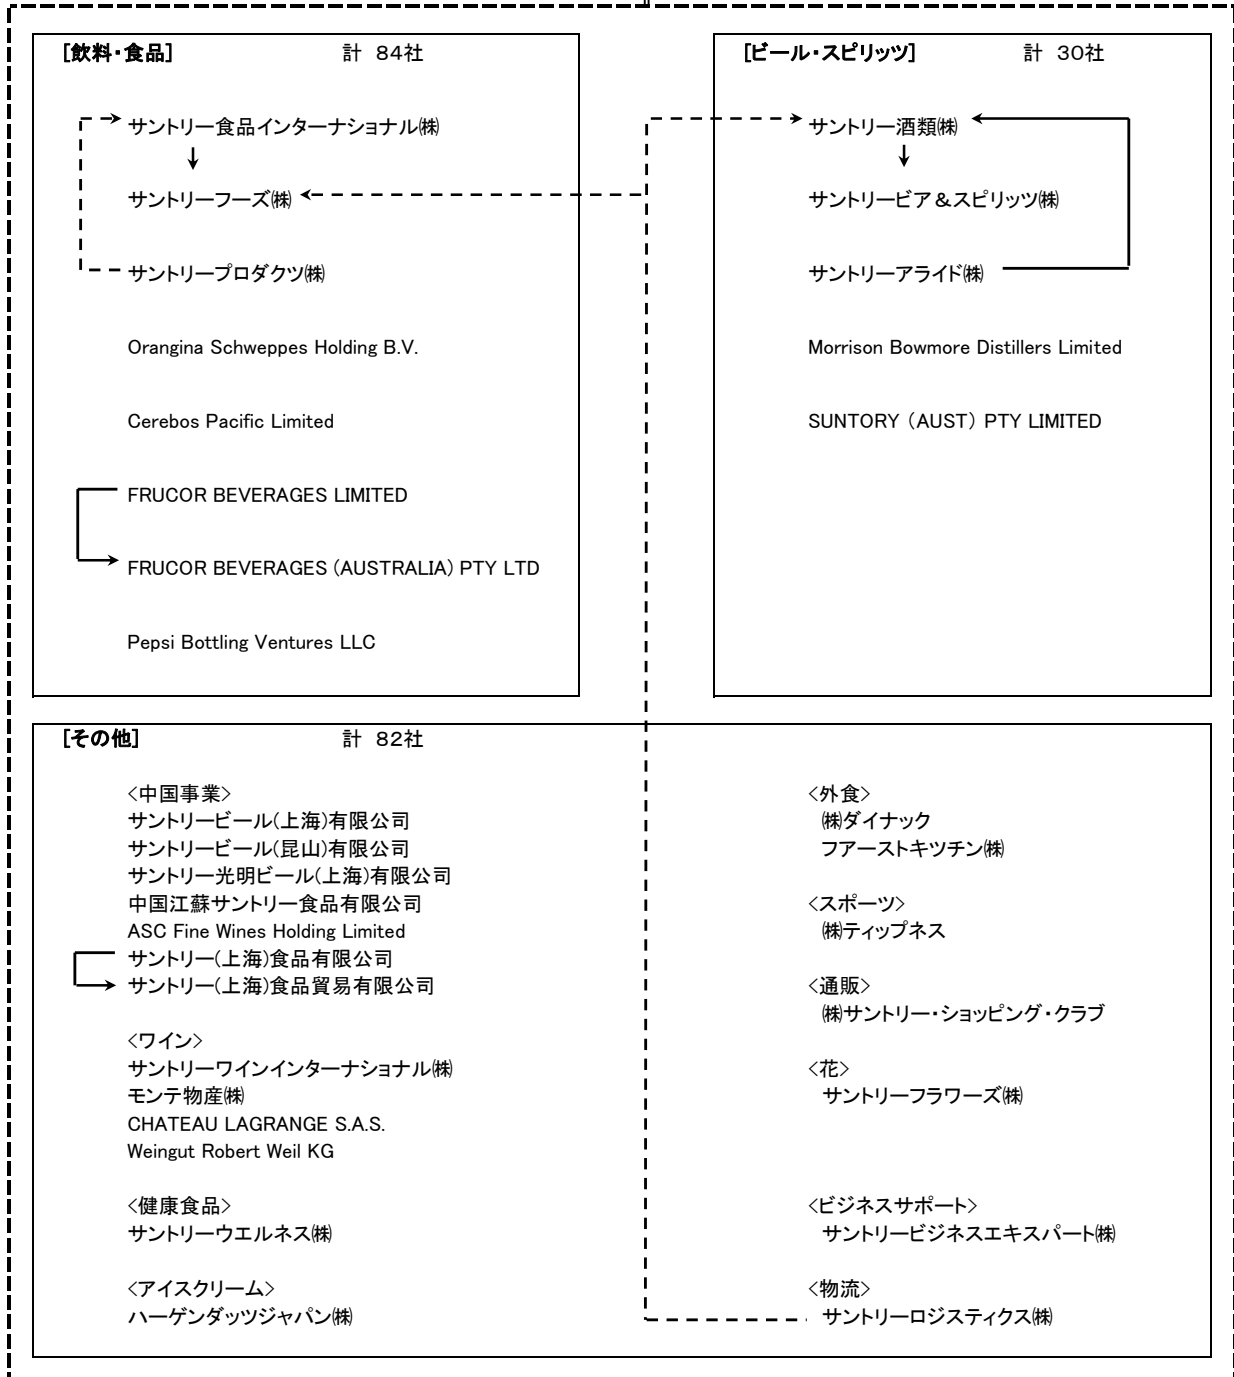 [飲料・食品] 計 84社
サントリー食品インターナショナル㈱
サントリーフーズ㈱
サントリープロダクツ㈱
Orangina Schweppes Holding B.V.
Cerebos Pacific Limited
FRUCOR BEVERAGES LIMITED
FRUCOR BEVERAGES (AUSTRALIA) PTY LTD
Pepsi Bottling Ventures LLC
[ビール・スピリッツ] 計 30社
サントリー酒類㈱
サントリービア&スピリッツ㈱
サントリーアライド㈱
Morrison Bowmore Distillers Limited
SUNTORY (AUST) PTY LIMITED
[その他] 計 82社
<中国事業>
サントリービール(上海)有限公司
サントリービール(昆山)有限公司
サントリー光明ビール(上海)有限公司
中国江蘇サントリー食品有限公司
ASC Fine Wines Holding Limited
サントリー(上海)食品有限公司
サントリー(上海)食品貿易有限公司
<ワイン>
サントリーワインインターナショナル㈱
モンテ物産㈱
CHATEAU LAGRANGE S.A.S.
Weingut Robert Weil KG
<健康食品>
サントリーウエルネス㈱
<アイスクリーム>
ハーゲンダッツジャパン㈱
<外食>
㈱ダイナック
フアーストキツチン㈱
<スポーツ>
㈱ティップネス
<通販>
㈱サントリー・ショッピング・クラブ
<花>
サントリーフラワーズ㈱
<ビジネスサポート>
サントリービジネスエキスパート㈱
<物流>
サントリーロジスティクス㈱